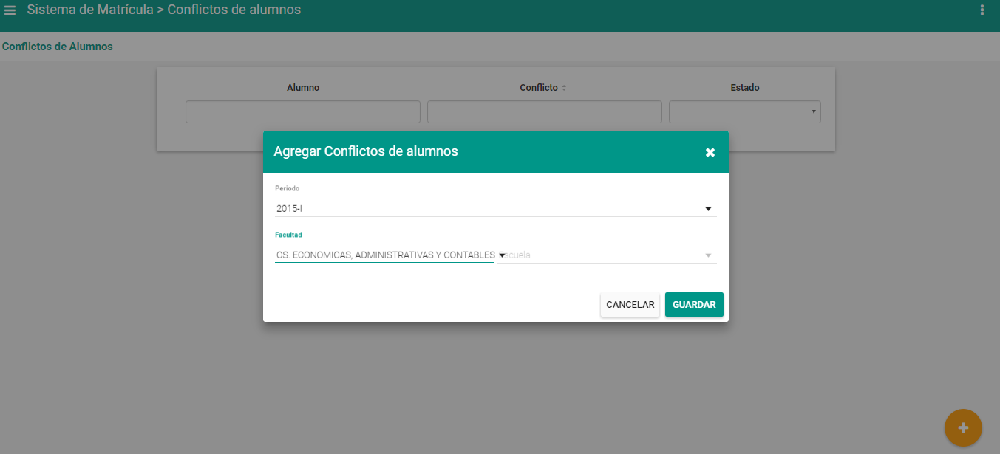 Sistema de Matrícula > Conflictos de alumnos
Conflictos de Alumnos
Alumno Conflicto Estado
Agregar Conflictos de alumnos
Periodo
2015-I
Facultad
CS. ECONOMICAS, ADMINISTRATIVAS Y CONTABLES Escuela
CANCELAR GUARDAR